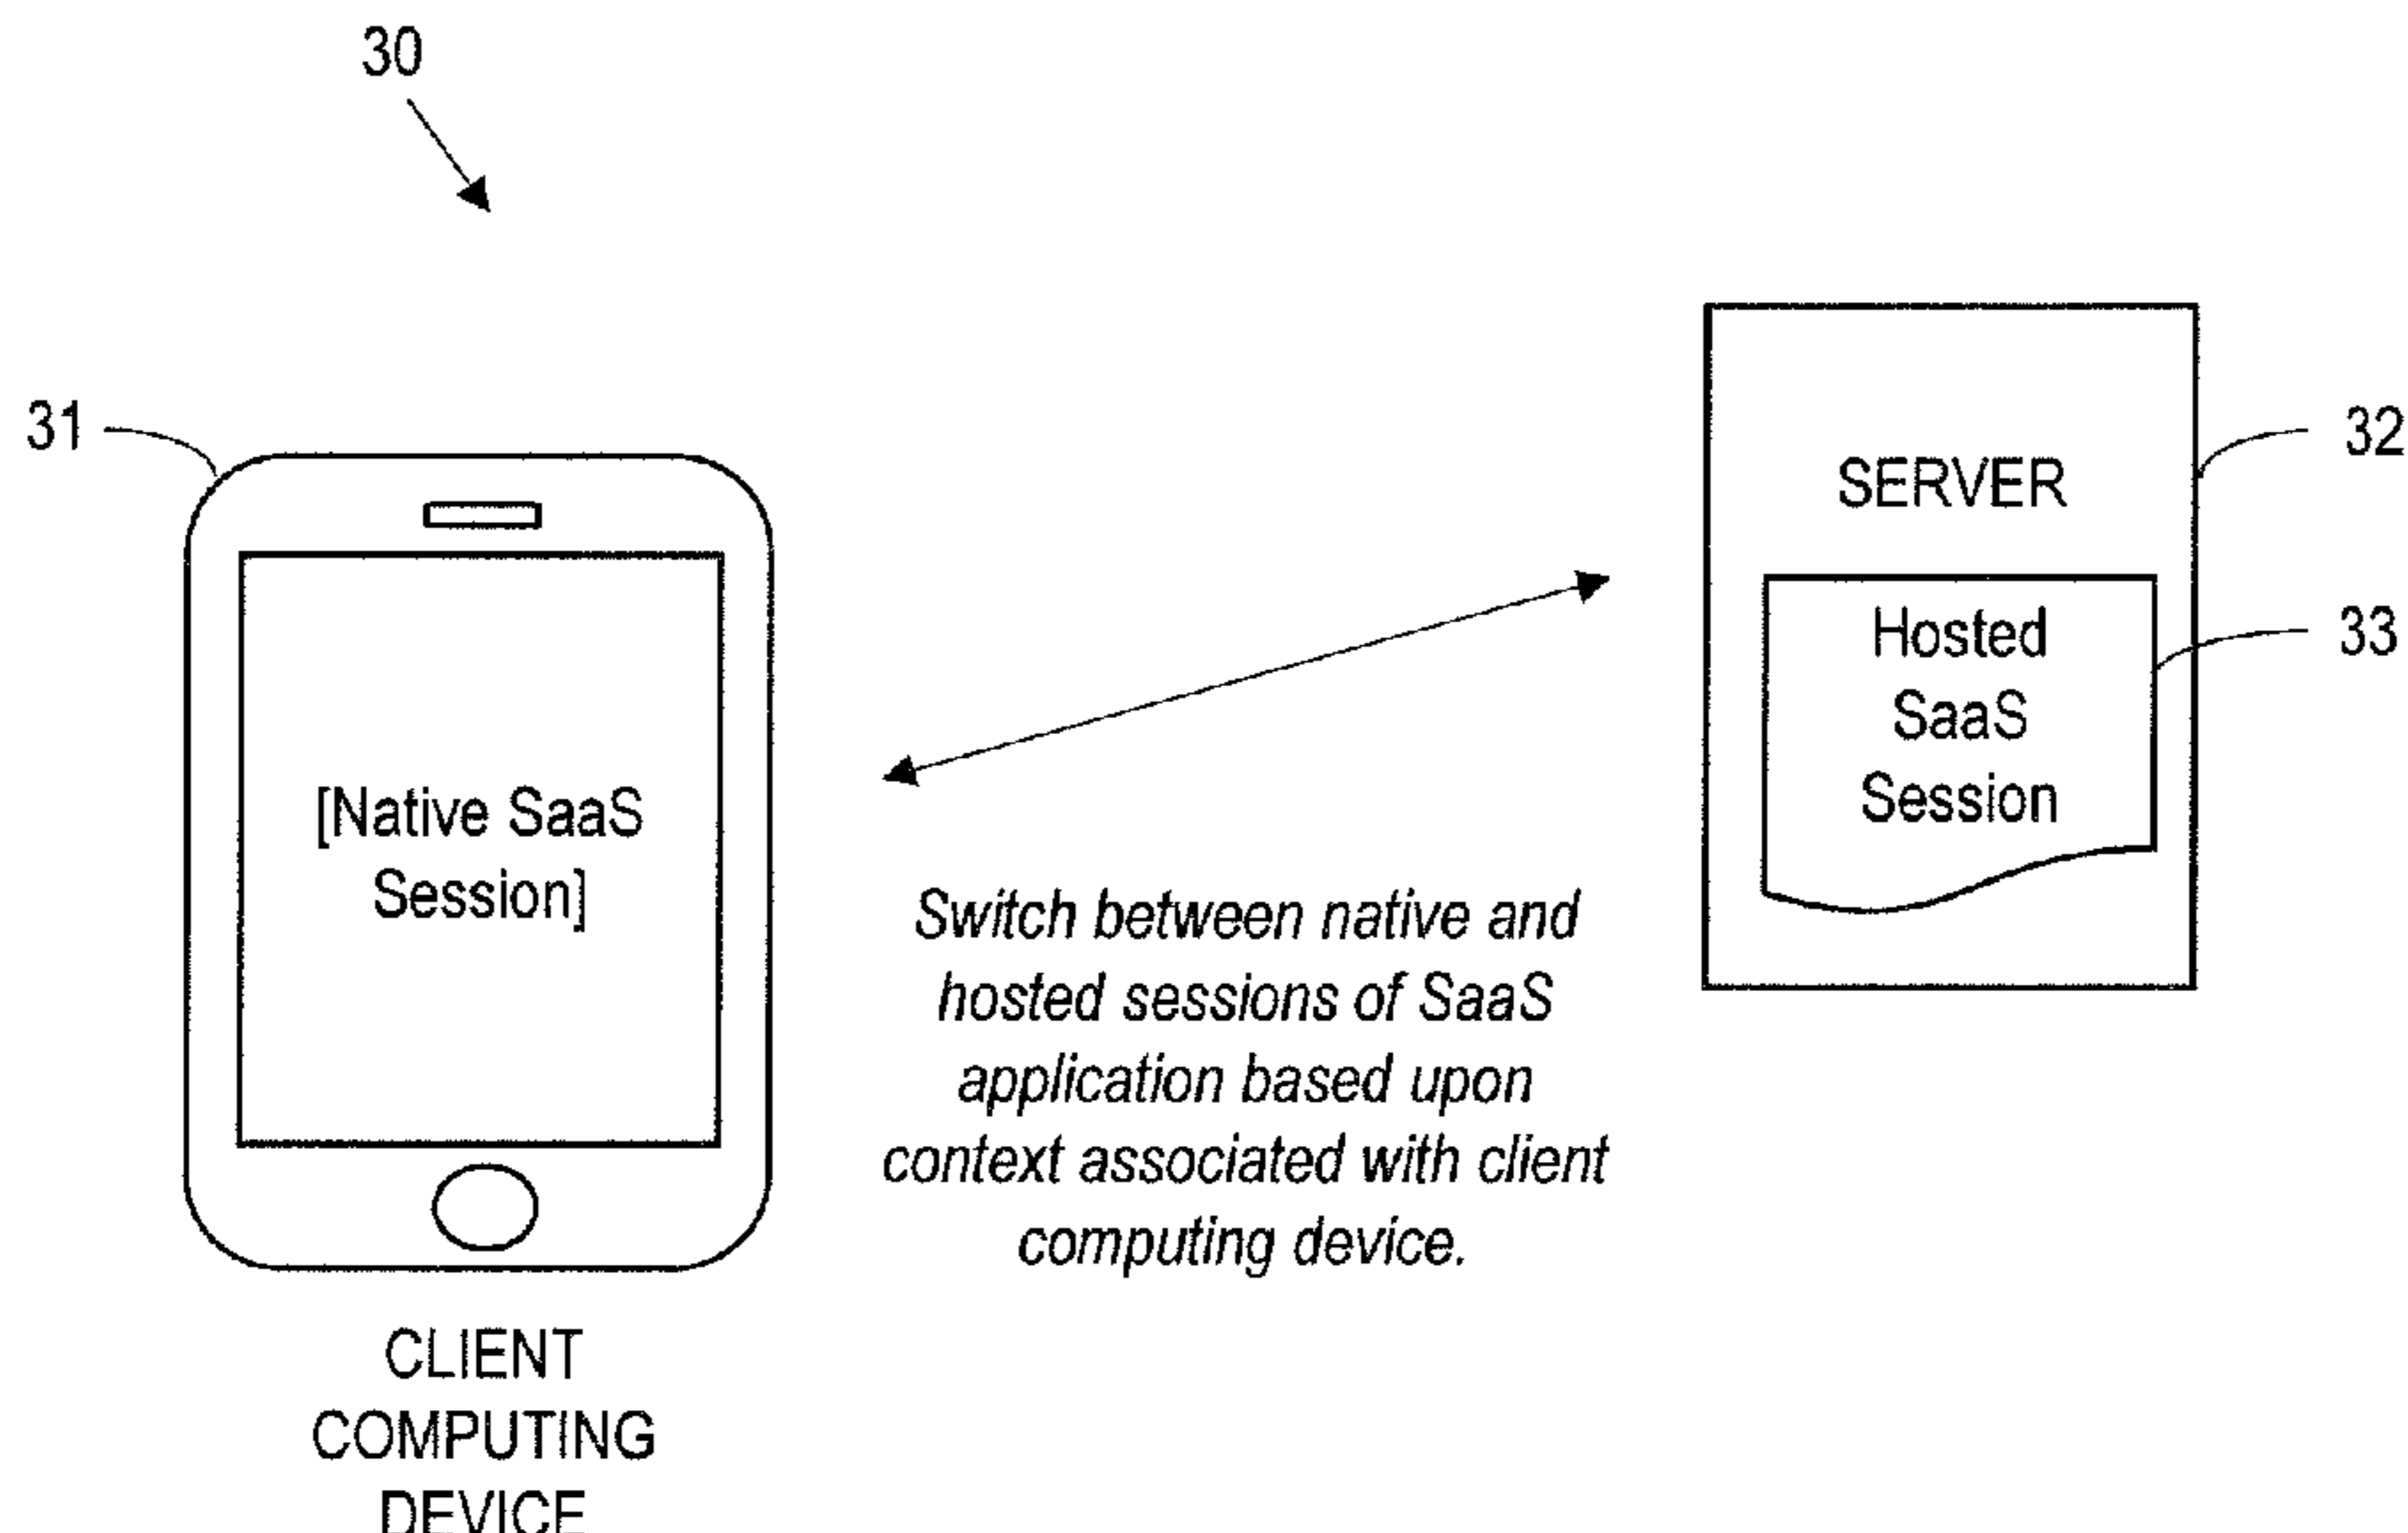 30
31
32
SERVER
33
Hosted
SaaS
Session
[Native SaaS
Session]
Switch between native and
hosted sessions of SaaS
application based upon
context associated with client
computing device.
CLIENT
COMPUTING
DEVICE